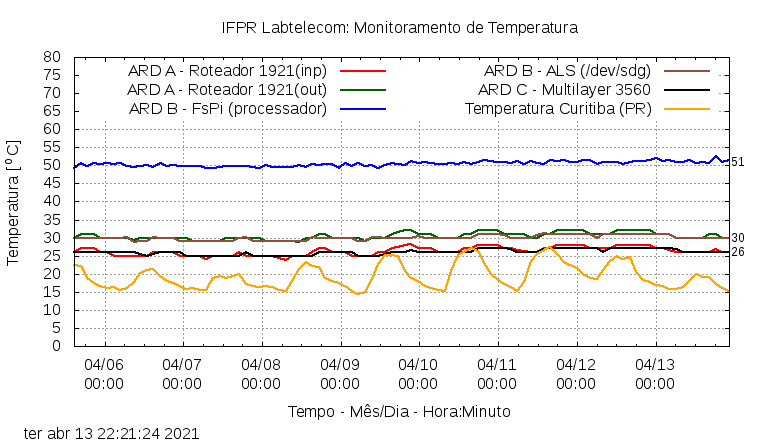 IFPR Labtelecom: Monitoramento de Temperatura
Temperatura [ ° C]
80
75
70
65
60
55
50
45
40
35
30
25
20
15
10
5
0
ARD A - Roteador 1921(inp)
ARD A - Roteador 1921(out)
ARD B - FsPi (processador)
ARD B - ALS (/dev/sdg)
ARD C - Multilayer 3560
Temperatura Curitiba (PR)
51
30
26
04/06 04/07 04/08 04/09 04/10 04/11 04/12 04/13
00:00 00:00 00:00 00:00 00:00 00:00 00:00 00:00
Tempo - Mês/Dia - Hora:Minuto
ter abr 13 22:21:24 2021